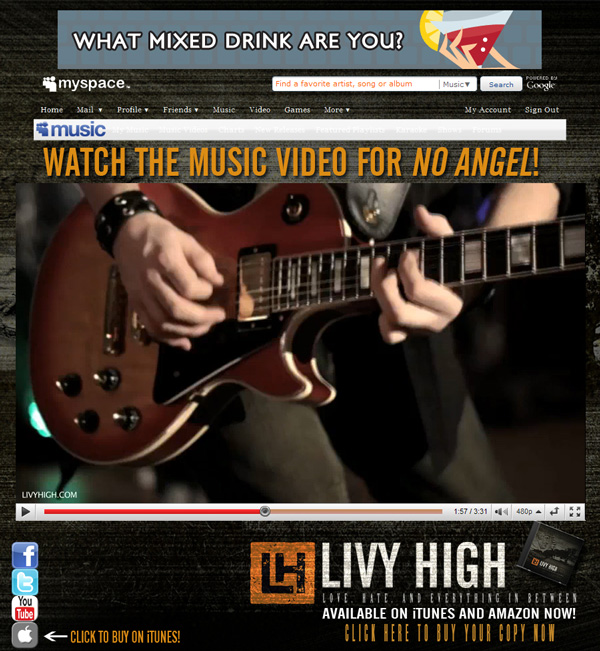 WHAT MIXED DRINK ARE YOU?
myspace
Find a favorite artist, song or album Music▼ Search POWERED BY Google
Home Mail ▼ Profile ▼ Friends ▼ Music Video Games More ▼ My Account Sign Out
music
WATCH THE MUSIC VIDEO FOR NO ANGEL!
LIVYHIGH.COM
1:57 / 3:31 480p
f
t
You
Tube
LH LIVY HIGH
LIVY HIGH
LOVE, HATE, AND EVERYTHING IN BETWEEN
AVAILABLE ON iTUNES AND AMAZON NOW!
CLICK HERE TO BUY YOUR COPY NOW
CLICK TO BUY ON iTUNES!